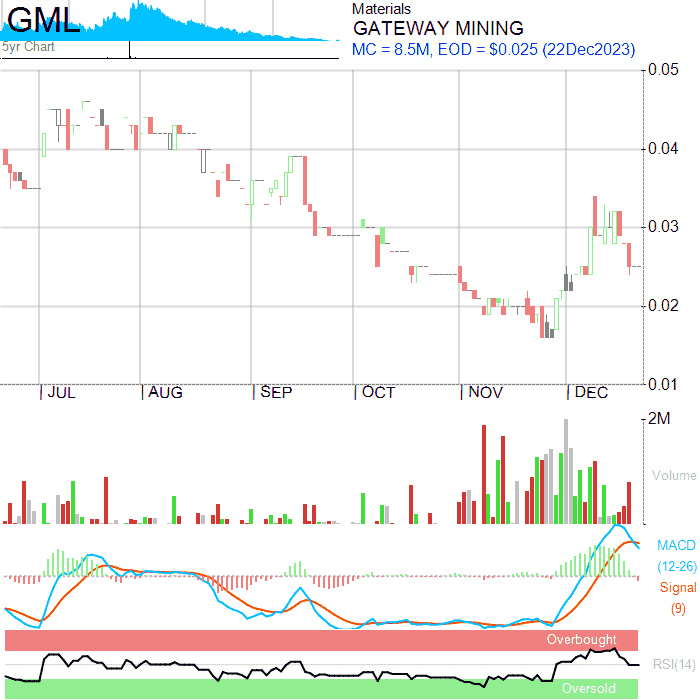 GML
5yr Chart
Materials
GATEWAY MINING
MC = 8.5M, EOD = $0.025 (22Dec2023)
0.05
0.04
0.03
0.02
0.01
JUL AUG SEP OCT NOV DEC
2M
Volume
MACD
(12-26)
Signal
(9)
Overbought
RSI(14)
Oversold